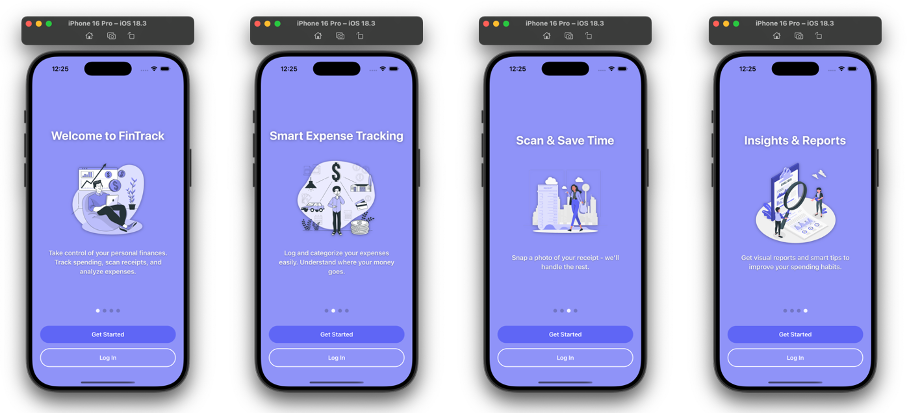 iPhone 16 Pro – iOS 18.3
12:25
Welcome to FinTrack
Take control of your personal finances.
Track spending, scan receipts, and
analyze expenses.
Get Started
Log In
iPhone 16 Pro – iOS 18.3
12:25
Smart Expense Tracking
Log and categorize your expenses
easily. Understand where your money
goes.
Get Started
Log In
iPhone 16 Pro – iOS 18.3
12:25
Scan & Save Time
Snap a photo of your receipt - we'll
handle the rest.
Get Started
Log In
iPhone 16 Pro – iOS 18.3
12:25
Insights & Reports
Get visual reports and smart tips to
improve your spending habits.
Get Started
Log In